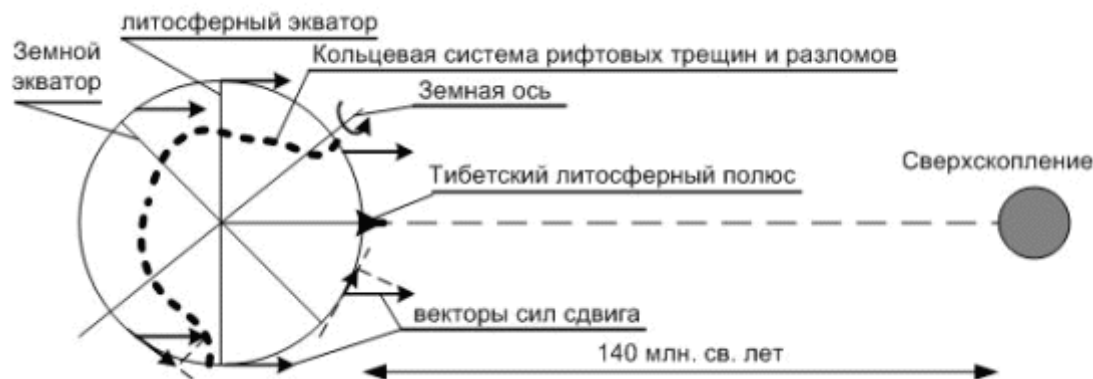 литосферный экватор
Земной
экватор
Кольцевая система рифтовых трещин и разломов
Земная ось
Сверхскопление
Тибетский литосферный полюс
векторы сил сдвига
140 млн. св. лет